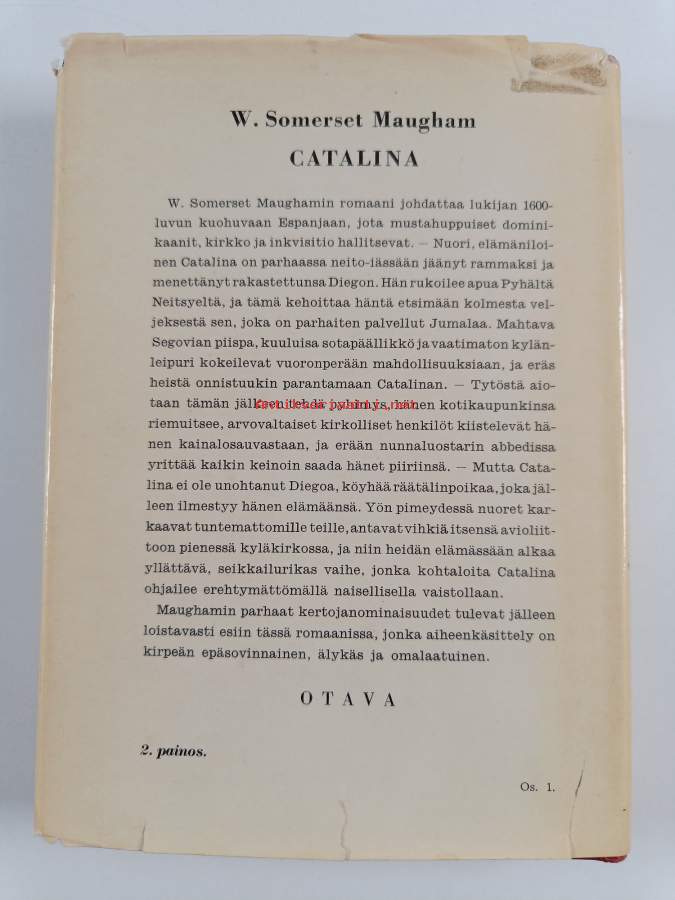 W. Somerset Maugham
CATALINA
W. Somerset Maughamin romaani johdattaa lukijan 1600-
luvun kuohuvaan Espanjaan, jota mustahuppuiset domini-
kaanit, kirkko ja inkvisitio hallitsevat. — Nuori, elämäniloi-
nen Catalina on parhaassa neito-iässään jäänyt rammaksi ja
menettänyt rakastettunsa Diegon. Hän rukoilee apua Pyhältä
Neitsyeltä, ja tämä kehoittaa häntä etsimään kolmesta vel-
jeksestä sen, joka on parhaiten palvellut Jumalaa. Mahtava
Segovian piispa, kuuluisa sotapäällikkö ja vaatimaton kylän-
leipuri kokeilevat vuoronperään mahdollisuuksiaan, ja eräs
heistä onnistuukin parantamaan Catalinan. — Tytöstä aio-
taan tämän jälkeen tehdä pyhimys, hänen kotikaupunkinsa
riemuitsee, arvovaltaiset kirkolliset henkilöt kiistelevät hä-
nen kainalosauvastaan, ja erään nunnaluostarin abbedissa
yrittää kaikin keinoin saada hänet piiriinsä. — Mutta Cata-
lina ei ole unohtanut Diegoa, köyhää räätälinpoikaa, joka jäl-
leen ilmestyy hänen elämäänsä. Yön pimeydessä nuoret kar-
kaavat tuntemattomille teille, antavat vihkiä itsensä avioliit-
toon pienessä kyläkirkossa, ja niin heidän elämässään alkaa
yllättävä, seikkailurikas vaihe, jonka kohtaloita Catalina
ohjailee erehtymättömällä naisellisella vaistollaan.
Maughamin parhaat kertojanominaisuudet tulevat jälleen
loistavasti esiin tässä romaanissa, jonka aiheenkäsittely on
kirpeän epäsovinnainen, älykäs ja omalaatuinen.
OTAVA
2. painos.
Os. 1.